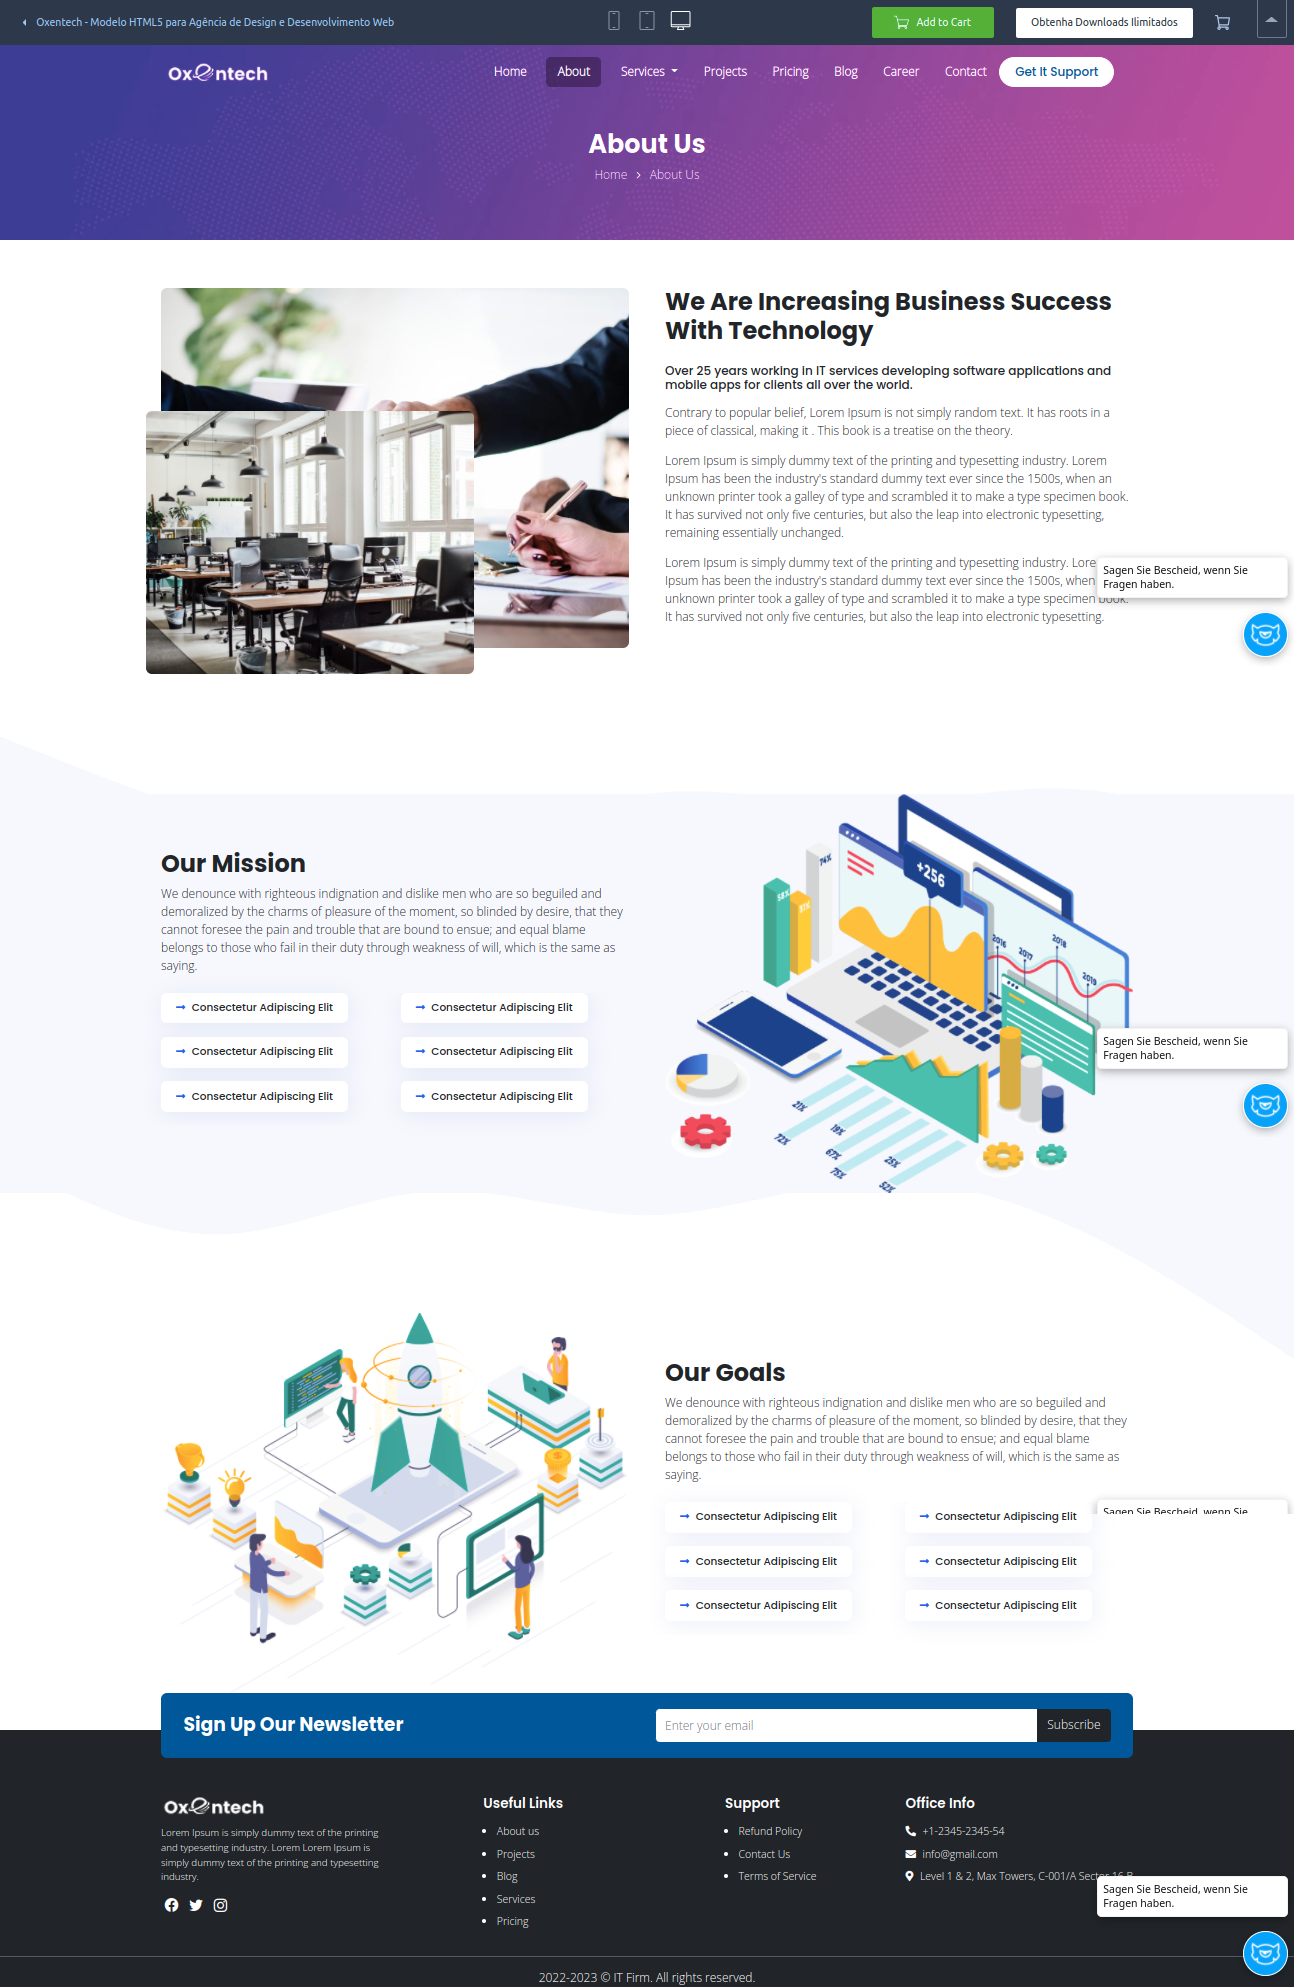 Oxentech - Modelo HTML5 para Agência de Design e Desenvolvimento Web
Add to Cart
Obtenha Downloads Ilimitados
Oxentech
Home
About
Services
Projects
Pricing
Blog
Career
Contact
Get It Support
About Us
Home > About Us
We Are Increasing Business Success
With Technology
Over 25 years working in IT services developing software applications and
mobile apps for clients all over the world.
Contrary to popular belief, Lorem Ipsum is not simply random text. It has roots in a
piece of classical, making it . This book is a treatise on the theory.
Lorem Ipsum is simply dummy text of the printing and typesetting industry. Lorem
Ipsum has been the industry's standard dummy text ever since the 1500s, when an
unknown printer took a galley of type and scrambled it to make a type specimen book.
It has survived not only five centuries, but also the leap into electronic typesetting,
remaining essentially unchanged.
Lorem Ipsum is simply dummy text of the printing and typesetting industry. Lore
Ipsum has been the industry's standard dummy text ever since the 1500s, when
unknown printer took a galley of type and scrambled it to make a type specimen book.
It has survived not only five centuries, but also the leap into electronic typesetting.
Sagen Sie Bescheid, wenn Sie
Fragen haben.
Our Mission
We denounce with righteous indignation and dislike men who are so beguiled and
demoralized by the charms of pleasure of the moment, so blinded by desire, that they
cannot foresee the pain and trouble that are bound to ensue; and equal blame
belongs to those who fail in their duty through weakness of will, which is the same as
saying.
Consectetur Adipiscing Elit
Consectetur Adipiscing Elit
Consectetur Adipiscing Elit
Consectetur Adipiscing Elit
Consectetur Adipiscing Elit
Consectetur Adipiscing Elit
+256
74%
58%
51%
2016
2017
2018
2019
21%
72%
19%
67%
75%
25%
52%
Sagen Sie Bescheid, wenn Sie
Fragen haben.
Our Goals
We denounce with righteous indignation and dislike men who are so beguiled and
demoralized by the charms of pleasure of the moment, so blinded by desire, that they
cannot foresee the pain and trouble that are bound to ensue; and equal blame
belongs to those who fail in their duty through weakness of will, which is the same as
saying.
Consectetur Adipiscing Elit
Consectetur Adipiscing Elit
Consectetur Adipiscing Elit
Consectetur Adipiscing Elit
Consectetur Adipiscing Elit
Consectetur Adipiscing Elit
Sagen Sie Bescheid, wenn Sie
Sign Up Our Newsletter
Enter your email
Subscribe
Oxentech
Lorem Ipsum is simply dummy text of the printing
and typesetting industry. Lorem Lorem Ipsum is
simply dummy text of the printing and typesetting
industry.
Useful Links
About us
Projects
Blog
Services
Pricing
Support
Refund Policy
Contact Us
Terms of Service
Office Info
+1-2345-2345-54
info@gmail.com
Level 1 & 2, Max Towers, C-001/A Sector 16 B
Sagen Sie Bescheid, wenn Sie
Fragen haben.
2022-2023 © IT Firm. All rights reserved.